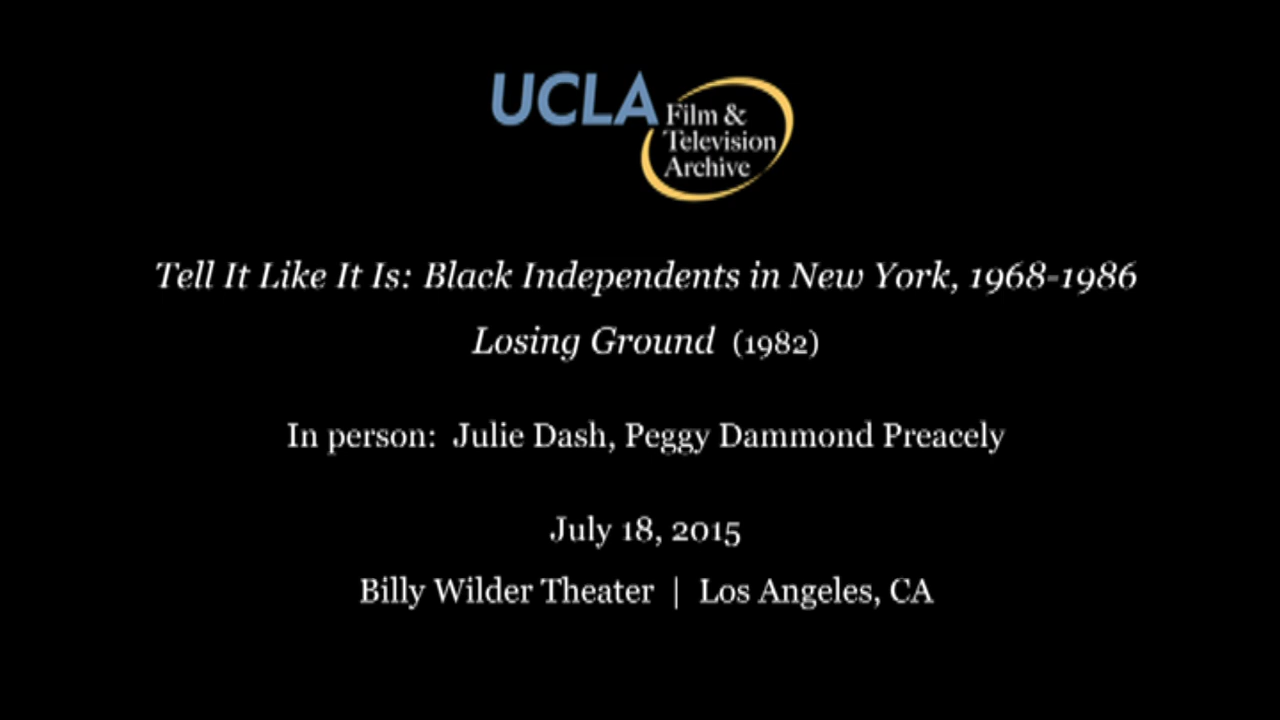 UCLA Film &
Television
Archive
Tell It Like It Is: Black Independents in New York, 1968-1986
Losing Ground (1982)
In person: Julie Dash, Peggy Dammond Preacely
July 18, 2015
Billy Wilder Theater | Los Angeles, CA